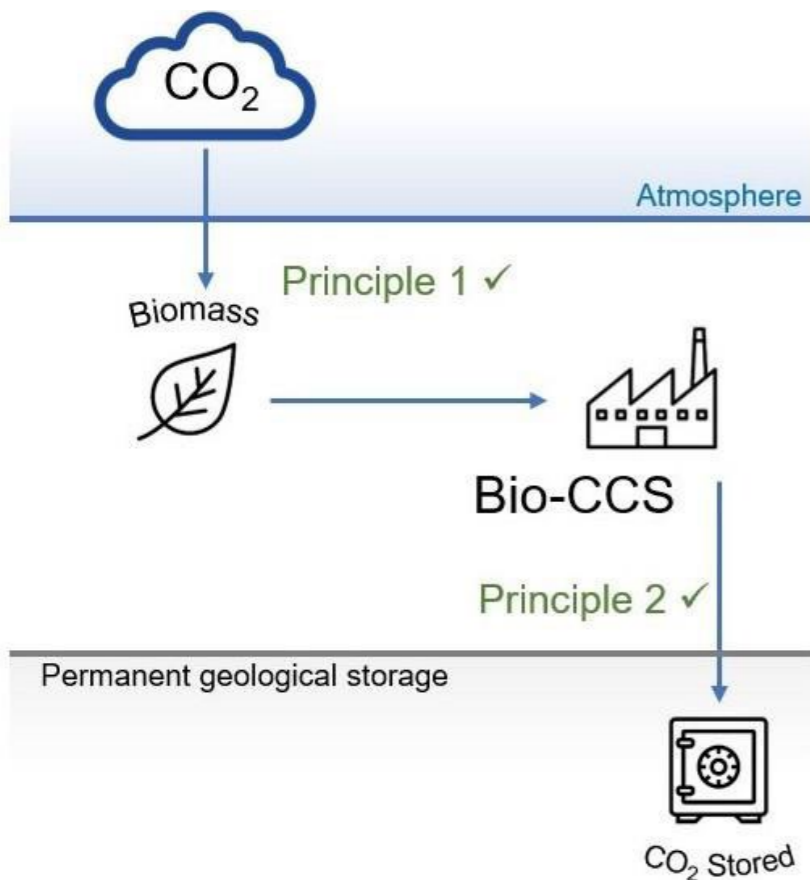 CO₂
Atmosphere
Principle 1 ✓
Biomass
Bio-CCS
Principle 2 ✓
Permanent geological storage
CO₂ Stored